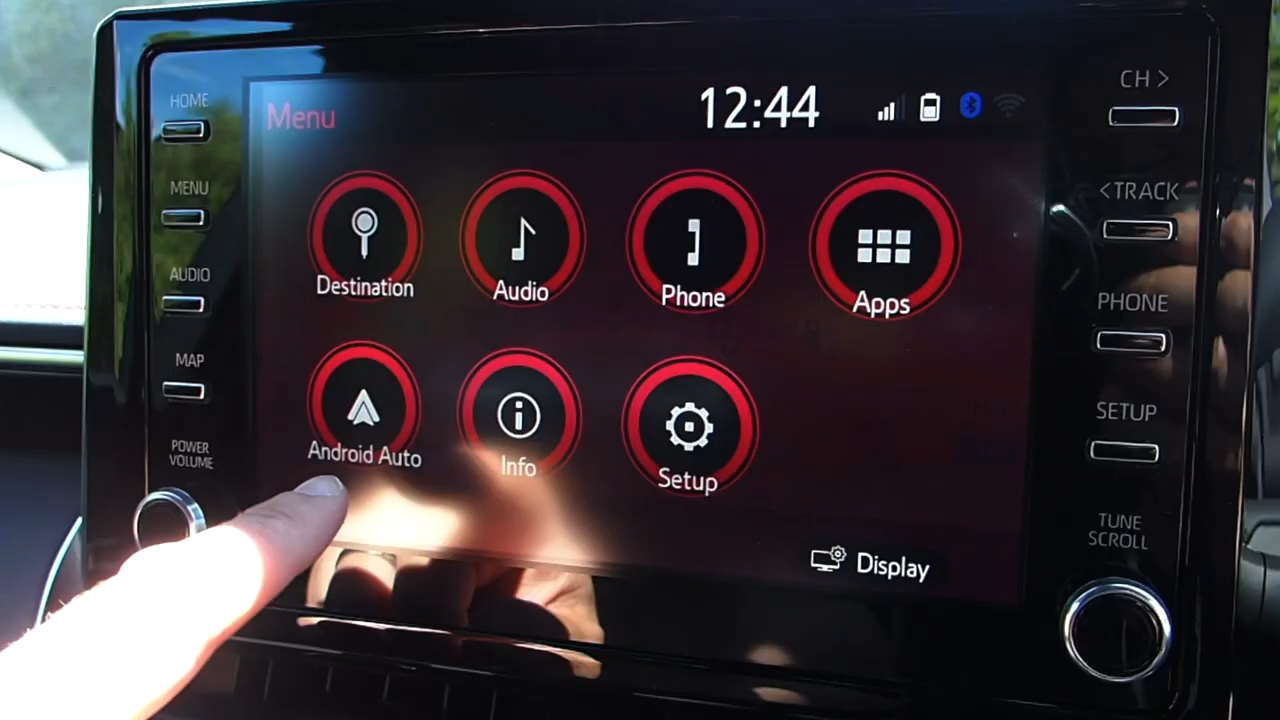 HOME
MENU
AUDIO
MAP
POWER
VOLUME
Menu
12:44
Destination
Audio
Phone
Apps
Android Auto
Info
Setup
Display
CH >
< TRACK
PHONE
SETUP
TUNE
SCROLL